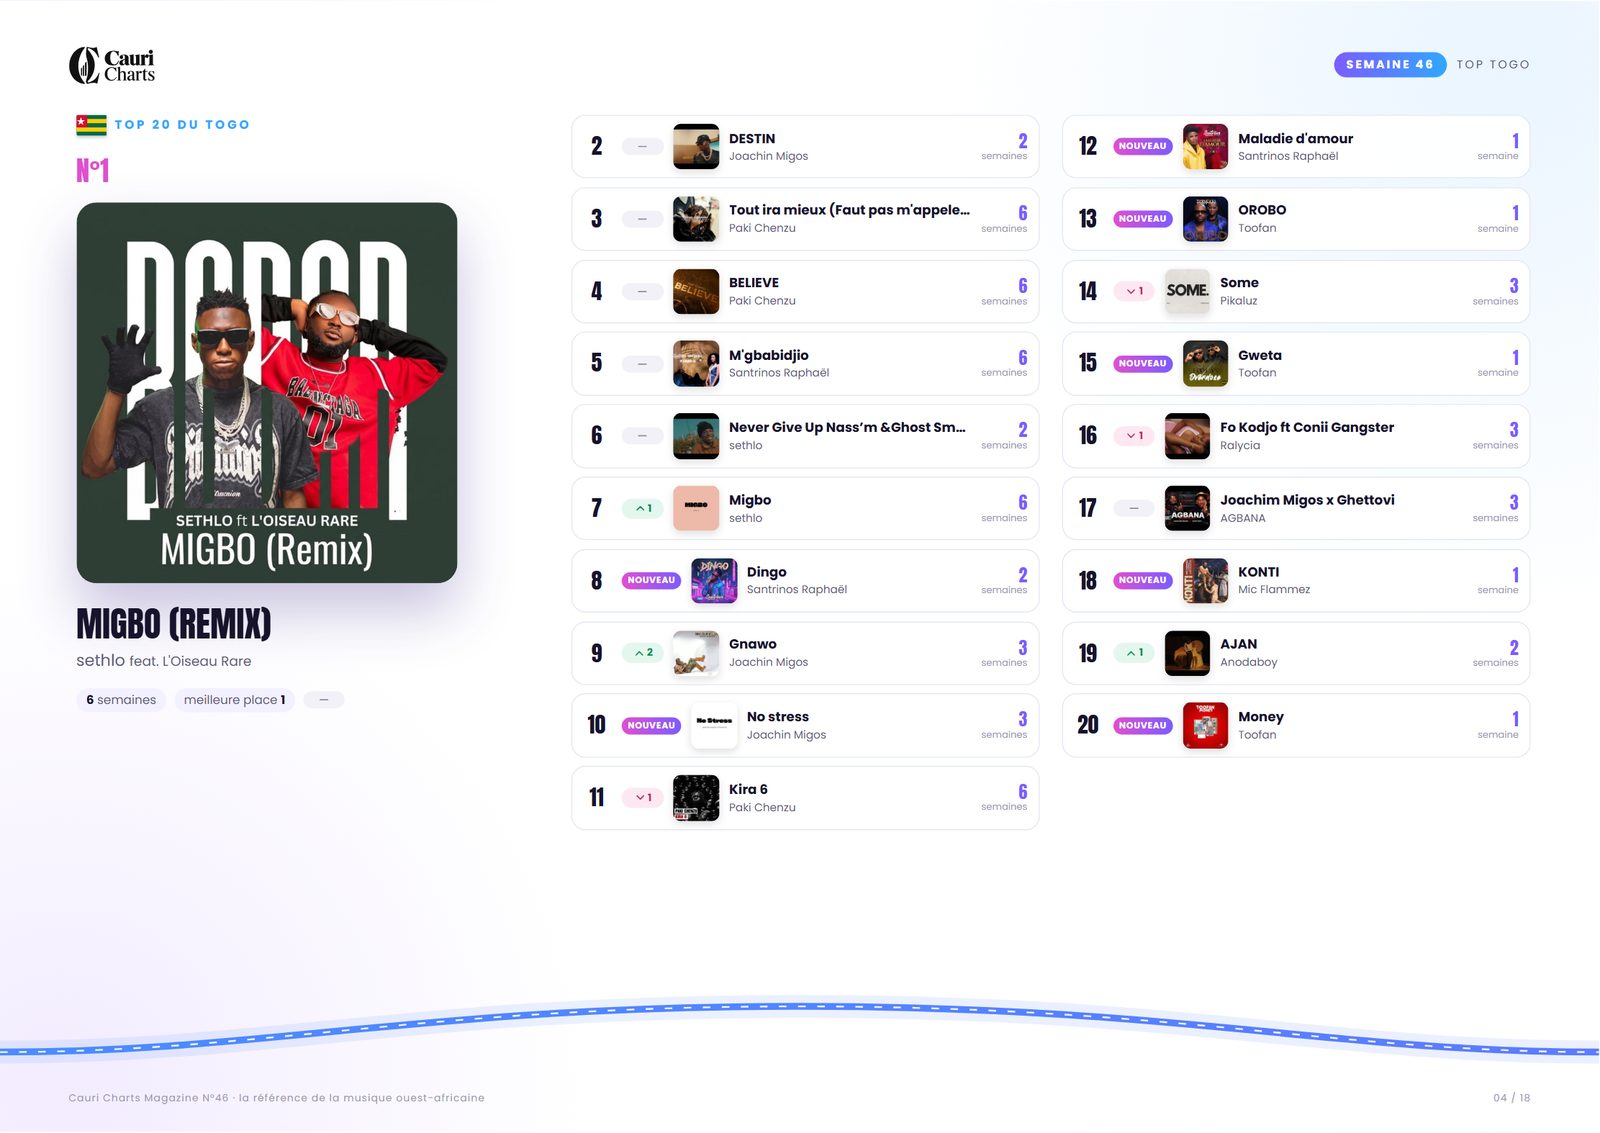 Cauri
Charts
SEMAINE 46 TOP TOGO
TOP 20 DU TOGO
Nº1
SETHLO ft L'OISEAU RARE
MIGBO (Remix)
MIGBO (REMIX)
sethlo feat. L'Oiseau Rare
6 semaines meilleure place 1 —
2 — DESTIN 2
Joachin Migos semaines
3 — Tout ira mieux (Faut pas m'appele... 6
Paki Chenzu semaines
4 — BELIEVE 6
Paki Chenzu semaines
5 — M'gbabidjio 6
Santrinos Raphaël semaines
6 — Never Give Up Nass’m &Ghost Sm... 2
sethlo semaines
7 1 MIGBO Migbo 6
sethlo semaines
8 NOUVEAU DINGO Dingo 2
Santrinos Raphaël semaines
9 2 Gnawo 3
Joachin Migos semaines
10 NOUVEAU No Stress No stress 3
Joachin Migos semaines
11 1 Kira 6 6
Paki Chenzu semaines
12 NOUVEAU Maladie d'amour 1
Santrinos Raphaël semaine
13 NOUVEAU OROBO 1
Toofan semaine
14 1 SOME. Some 3
Pikaluz semaines
15 NOUVEAU Gweta 1
Toofan semaine
16 1 Fo Kodjo ft Conii Gangster 3
Ralycia semaines
17 — AGBANA Joachim Migos x Ghettovi 3
AGBANA semaines
18 NOUVEAU KONTI KONTI 1
Mic Flammez semaine
19 1 AJAN 2
Anodaboy semaines
20 NOUVEAU TOOFAN MONEY Money 1
Toofan semaine
Cauri Charts Magazine N°46 · la référence de la musique ouest-africaine
04 / 18